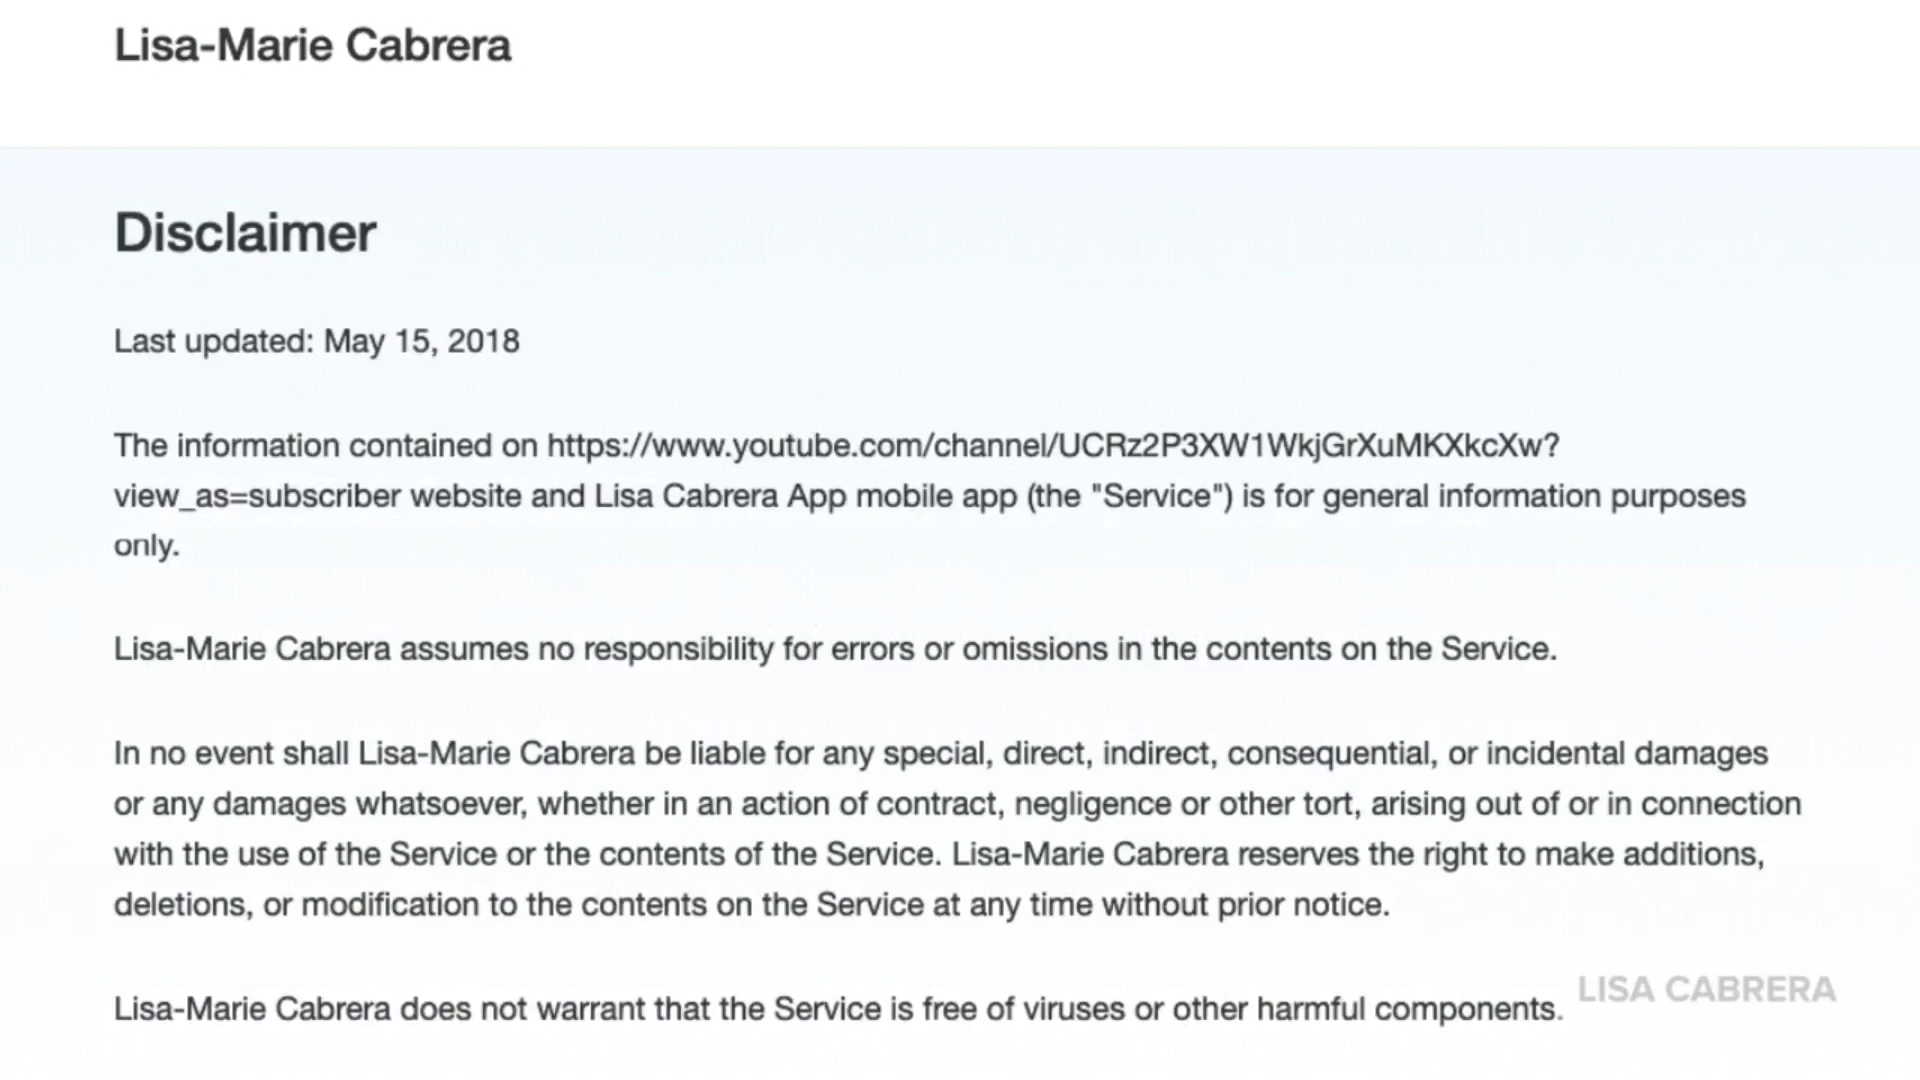 Lisa-Marie Cabrera
Disclaimer
Last updated: May 15, 2018
The information contained on https://www.youtube.com/channel/UCRz2P3XW1WkjGrXuMKXkcXw?
view_as=subscriber website and Lisa Cabrera App mobile app (the "Service") is for general information purposes
only.
Lisa-Marie Cabrera assumes no responsibility for errors or omissions in the contents on the Service.
In no event shall Lisa-Marie Cabrera be liable for any special, direct, indirect, consequential, or incidental damages
or any damages whatsoever, whether in an action of contract, negligence or other tort, arising out of or in connection
with the use of the Service or the contents of the Service. Lisa-Marie Cabrera reserves the right to make additions,
deletions, or modification to the contents on the Service at any time without prior notice.
Lisa-Marie Cabrera does not warrant that the Service is free of viruses or other harmful components.
LISA CABRERA